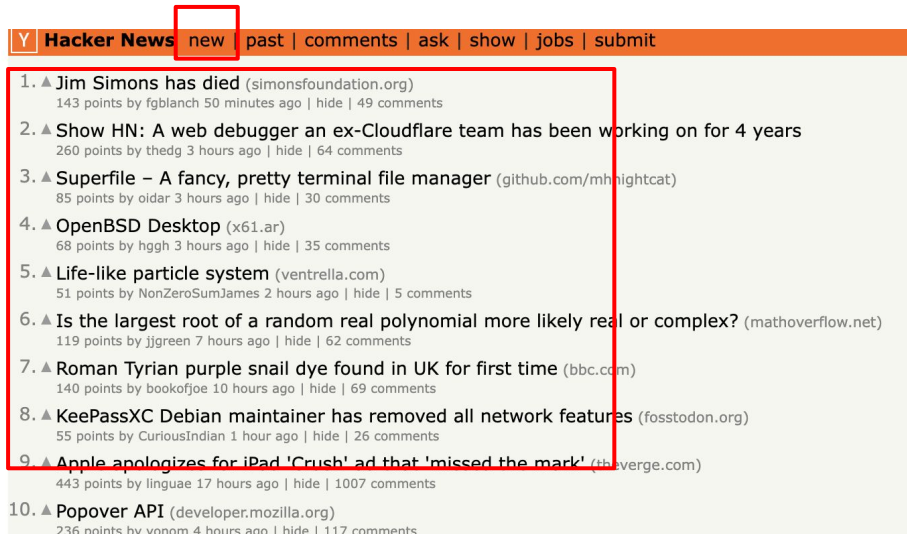 Y Hacker News new | past | comments | ask | show | jobs | submit
1. ▲ Jim Simons has died (simonsfoundation.org)
143 points by fgblanch 50 minutes ago | hide | 49 comments
2. ▲ Show HN: A web debugger an ex-Cloudflare team has been working on for 4 years
260 points by thedg 3 hours ago | hide | 64 comments
3. ▲ Superfile – A fancy, pretty terminal file manager (github.com/mhnightcat)
85 points by oidar 3 hours ago | hide | 30 comments
4. ▲ OpenBSD Desktop (x61.ar)
68 points by hggh 3 hours ago | hide | 35 comments
5. ▲ Life-like particle system (ventrella.com)
51 points by NonZeroSumJames 2 hours ago | hide | 5 comments
6. ▲ Is the largest root of a random real polynomial more likely real or complex? (mathoverflow.net)
119 points by jjgreen 7 hours ago | hide | 62 comments
7. ▲ Roman Tyrian purple snail dye found in UK for first time (bbc.com)
140 points by bookofjoe 10 hours ago | hide | 69 comments
8. ▲ KeePassXC Debian maintainer has removed all network features (fosstodon.org)
55 points by CuriousIndian 1 hour ago | hide | 26 comments
9. ▲ Apple apologizes for iPad 'Crush' ad that 'missed the mark' (theverge.com)
443 points by linguae 17 hours ago | hide | 1007 comments
10. ▲ Popover API (developer.mozilla.org)
236 points by vonom 4 hours ago | hide | 117 comments